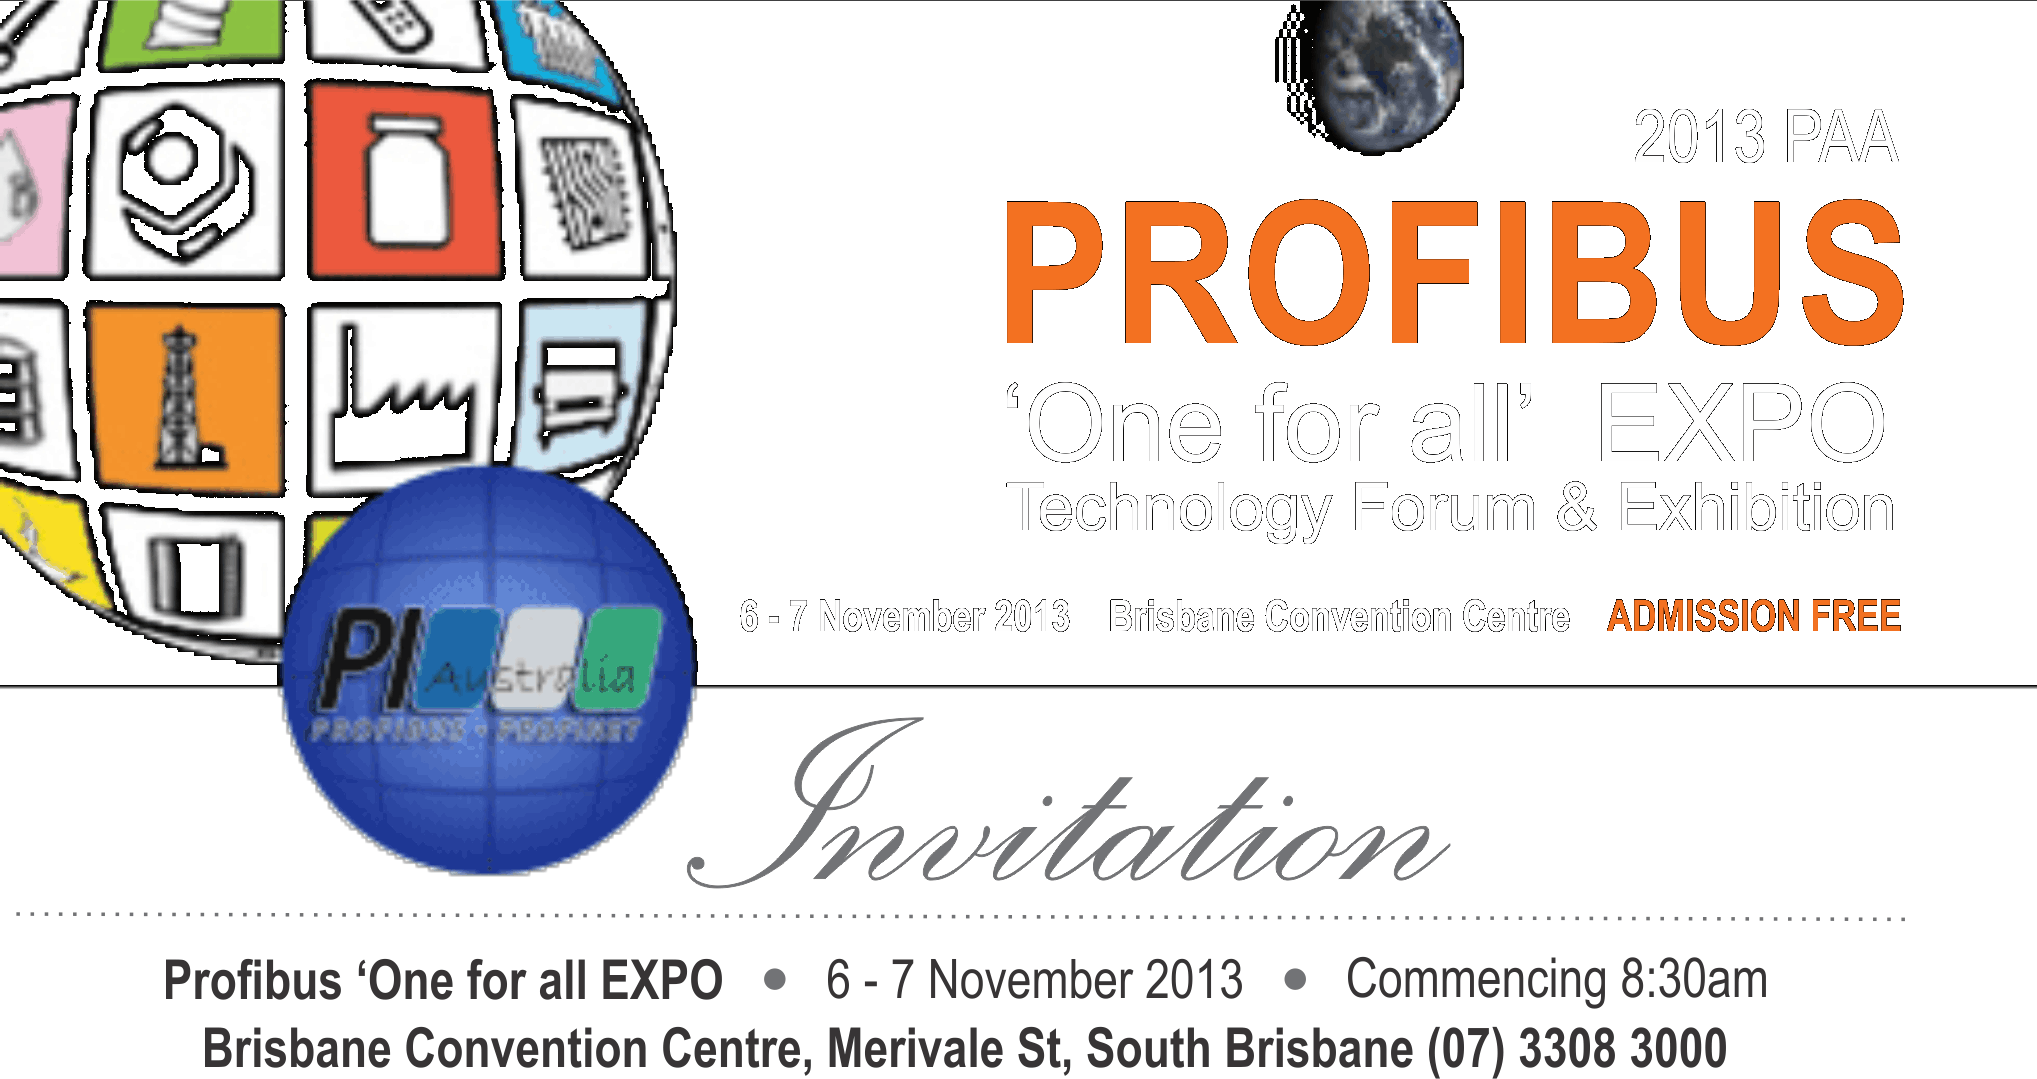 2013 PAA
PROFIBUS
‘One for all’ EXPO
Technology Forum & Exhibition
6 - 7 November 2013 Brisbane Convention Centre ADMISSION FREE
PI Australia
PROFIBUS • PROFINET
Invitation
Profibus ‘One for all EXPO • 6 - 7 November 2013 • Commencing 8:30am
Brisbane Convention Centre, Merivale St, South Brisbane (07) 3308 3000